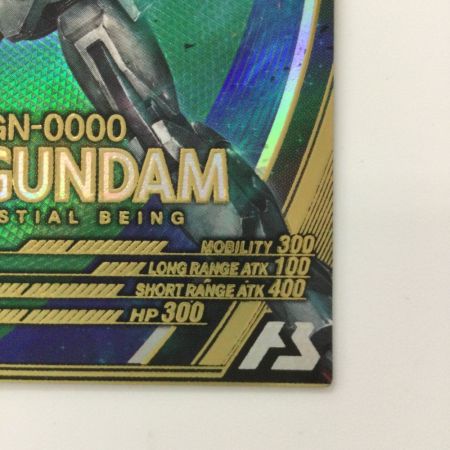 GN-0000
GUNDAM
STIAL BEING
MOBILITY 300
LONG RANGE ATK 100
SHORT RANGE ATK 400
HP 300